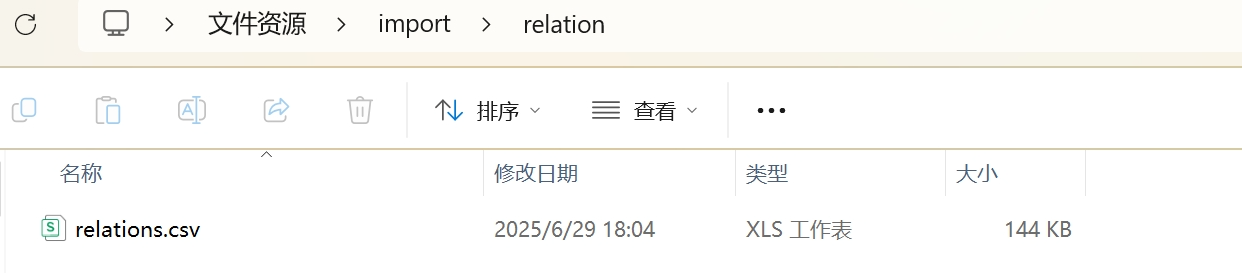 文件资源 import relation
排序 查看
名称 修改日期 类型 大小
S relations.csv 2025/6/29 18:04 XLS 工作表 144 KB